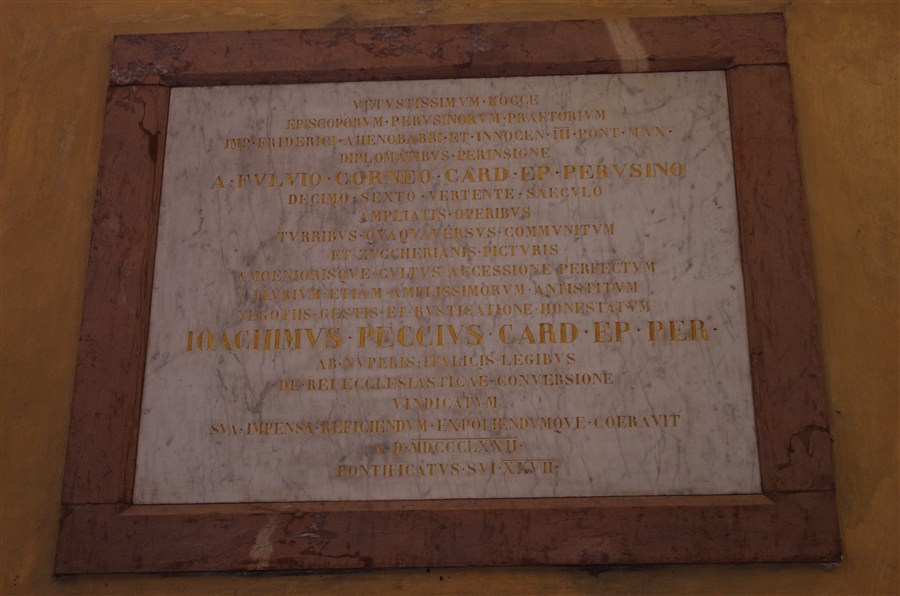 VETVSTISSIMVM · HOCCE
EPISCOPORVM · PERVSINORVM · PRAETORIVM
IMP · FRIDERICI · AHENOBARBI · ET · INNOCEN · III · PONT · MAX ·
DIPLOMATIBVS · PERINSIGNE
A · FVLVIO · CORNEO · CARD · EP · PERVSINO
DECIMO · SEXTO · VERTENTE · SAECVLO
AMPLIATIS · OPERIBVS
TVRRIBVS · QVAQVAVERSVS · COMMVNITVM
ET · ZVCCHERIANIS · PICTVRIS
AMOENIORISQVE · CVLTVS · ACCESSIONE · PERFECTVM
PLVRIVM · ETIAM · AMPLISSIMORVM · ANTISTITVM
NEGOTIIS · GESTIS · ET · RVSTICATIONE · HONESTATVM
IOACHIMVS · PECCIVS · CARD · EP · PER ·
AB · NVPERIS · ITALICIS · LEGIBVS
DE · REI · ECCLESIASTICAE · CONVERSIONE
VINDICATVM
SVA · IMPENSA · REFICIENDVM · EXPOLIENDVMQVE · COERAVIT
A · D · MDCCCLXXII ·
PONTIFICATVS · SVI · XXVII ·